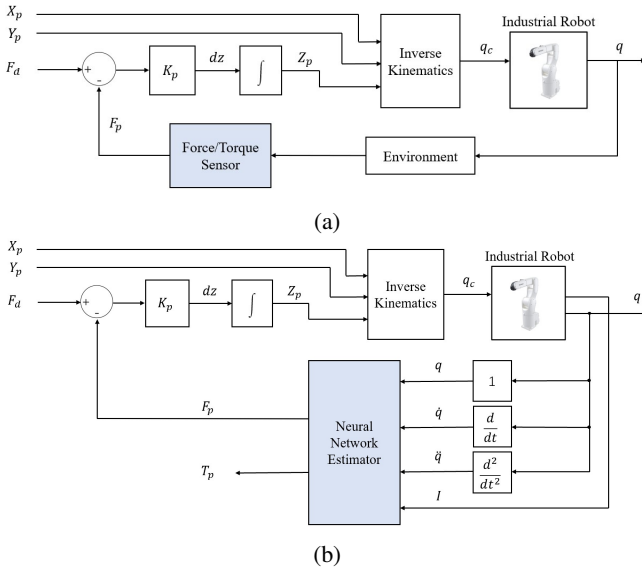 X_p
Y_p
F_d
+
-
K_p
dz
∫
Z_p
Inverse
Kinematics
q_c
Industrial Robot
q
F_p
Force/Torque
Sensor
Environment
(a)
X_p
Y_p
F_d
+
-
K_p
dz
∫
Z_p
Inverse
Kinematics
q_c
Industrial Robot
q
q
1
F_p
q̇
d/dt
Neural
Network
Estimator
T_p
q̈
d²/dt²
I
(b)